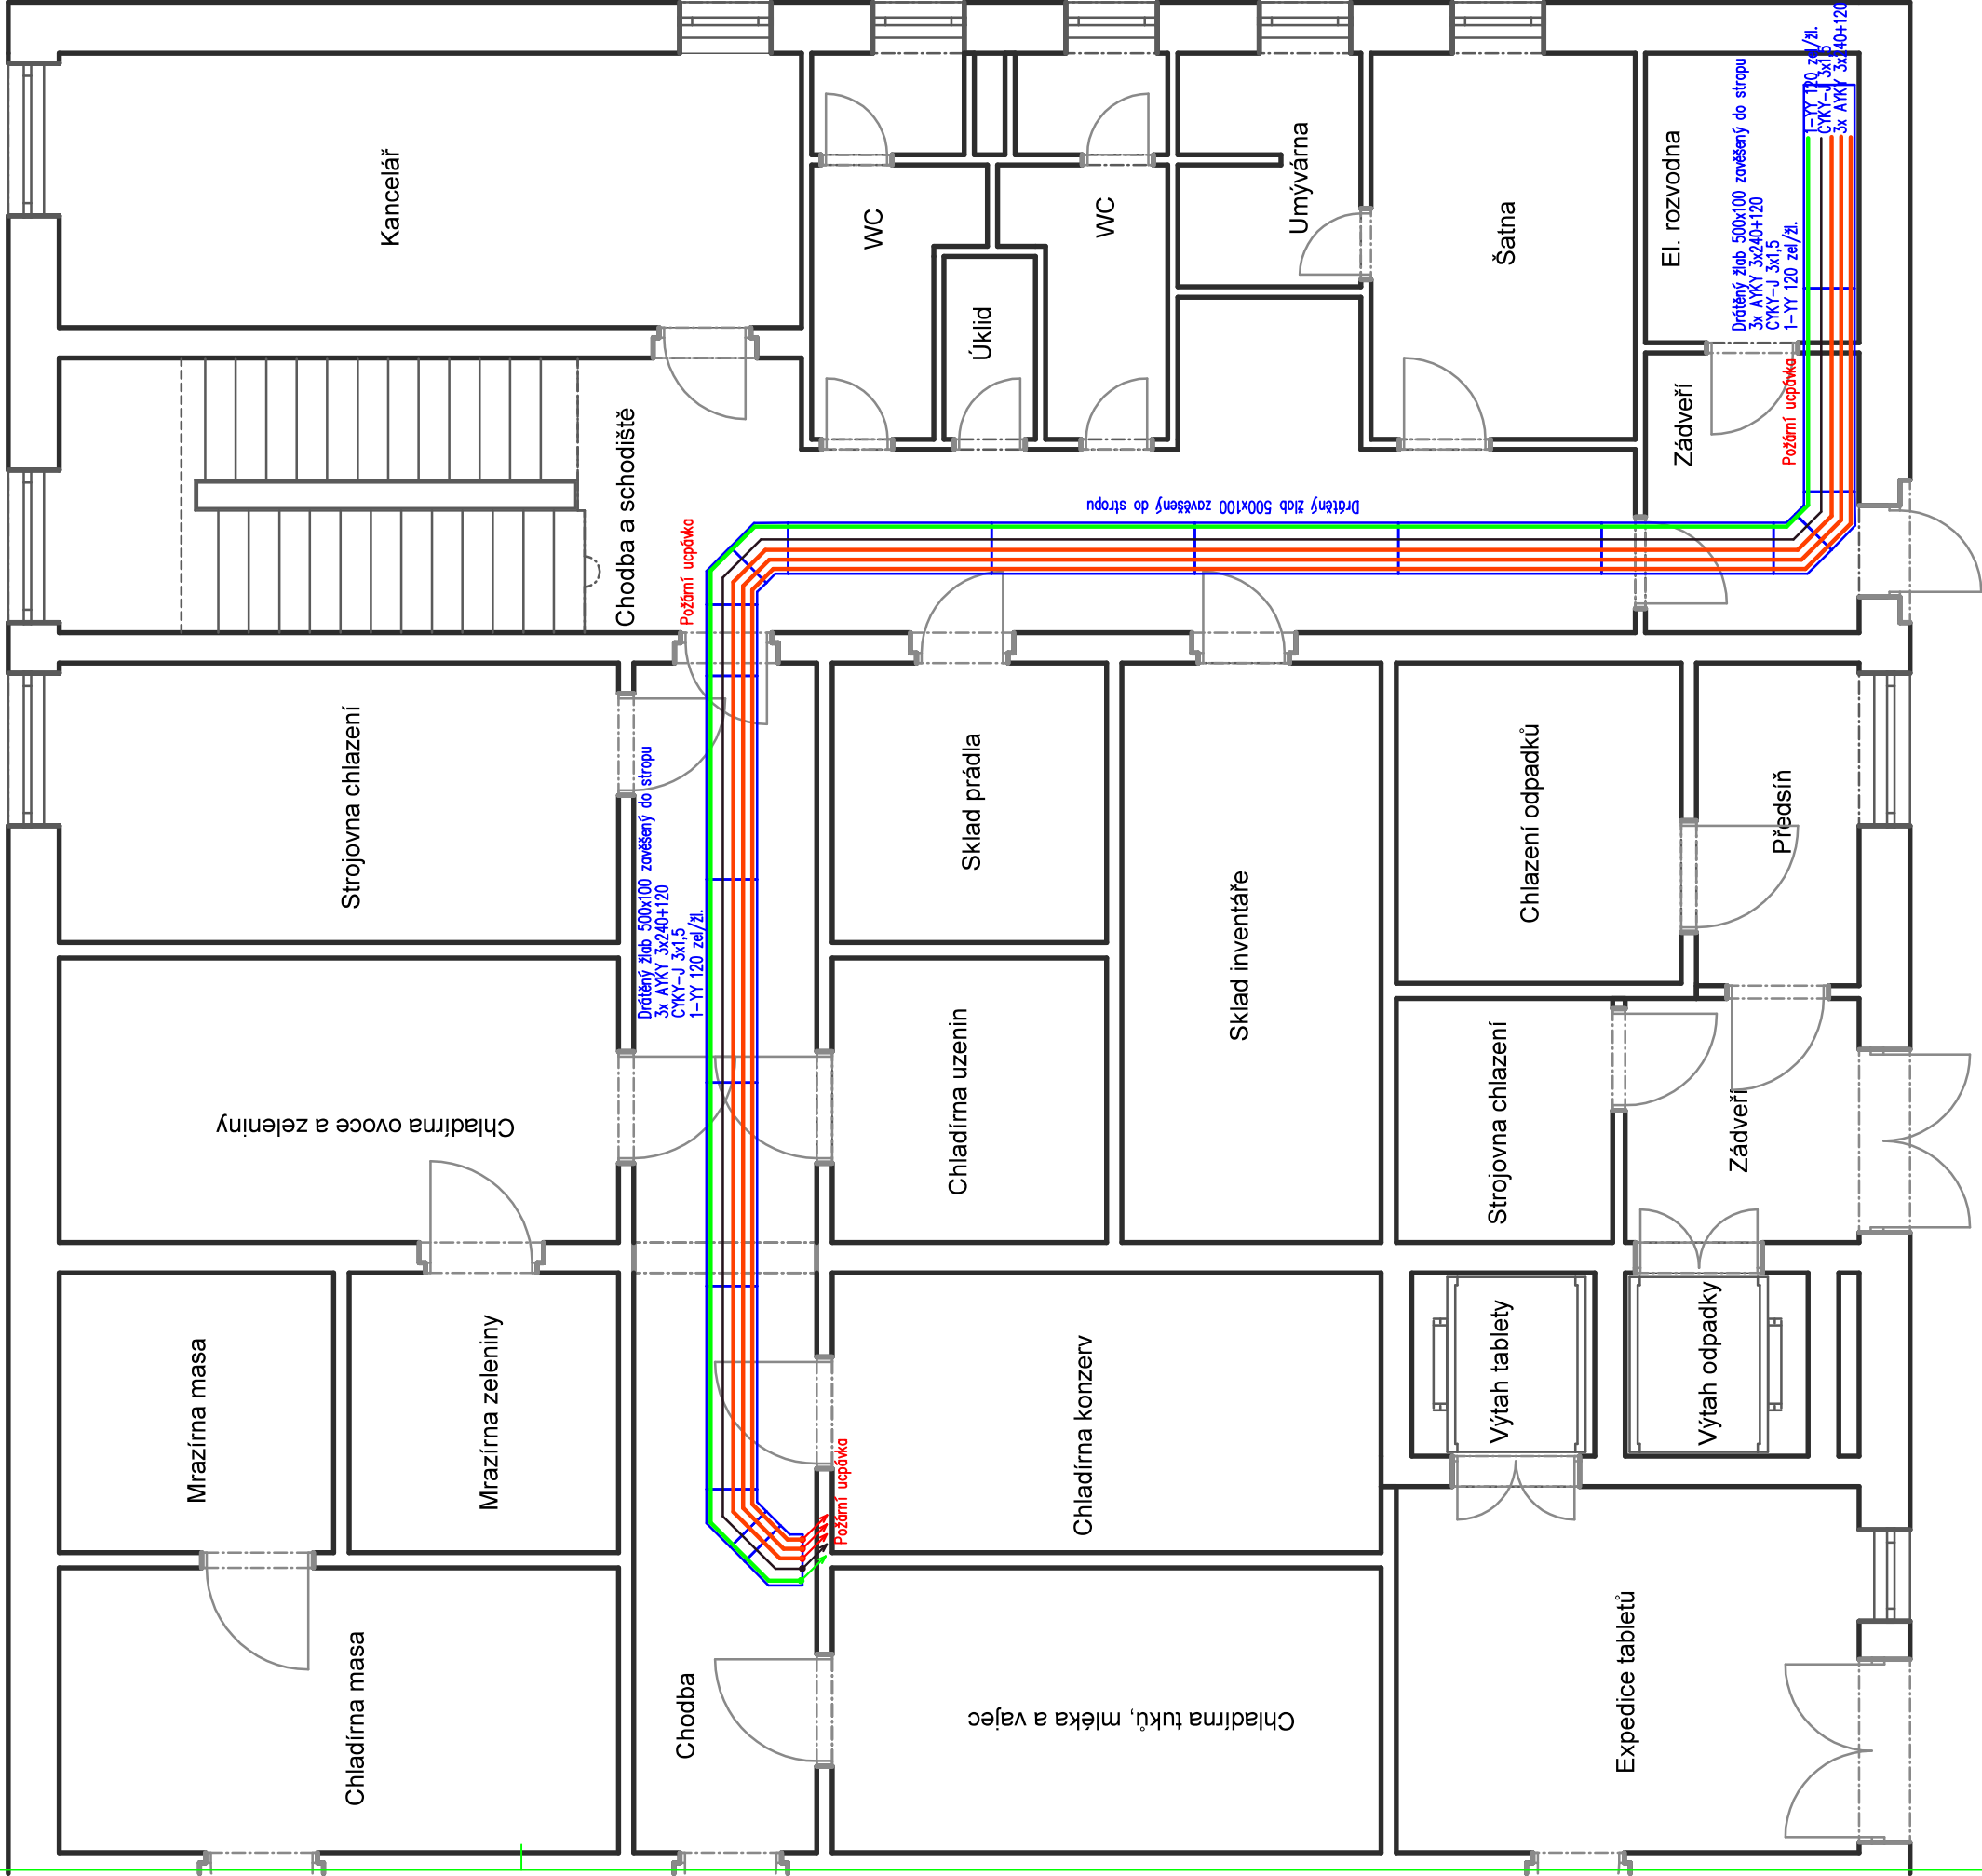 Kancelář
WC
WC
Umývárna
Šatna
El. rozvodna
Úklid
Zádveří
Chodba a schodiště
1-YY 120 zel/žl.
CYKY-J 3x1,5
3x AYKY 3x240+120
Drátěný žlab 500x100 zavěšený do stropu
3x AYKY 3x240+120
CYKY-J 3x1,5
1-YY 120 zel/žl.
Požární ucpávka
Drátěný žlab 500x100 zavěšený do stropu
Požární ucpávka
Strojovna chlazení
Drátěný žlab 500x100 zavěšený do stropu
3x AYKY 3x240+120
CYKY-J 3x1,5
1-YY 120 zel/žl.
Sklad prádla
Sklad inventáře
Chlazení odpadků
Předsíň
Chladírna ovoce a zeleniny
Chladírna uzenin
Strojovna chlazení
Zádveří
Mrazírna masa
Mrazírna zeleniny
Chladírna konzerv
Výtah tablety
Výtah odpadky
Požární ucpávka
Chladírna masa
Chodba
Chladírna tuků, mléka a vajec
Expedice tabletů